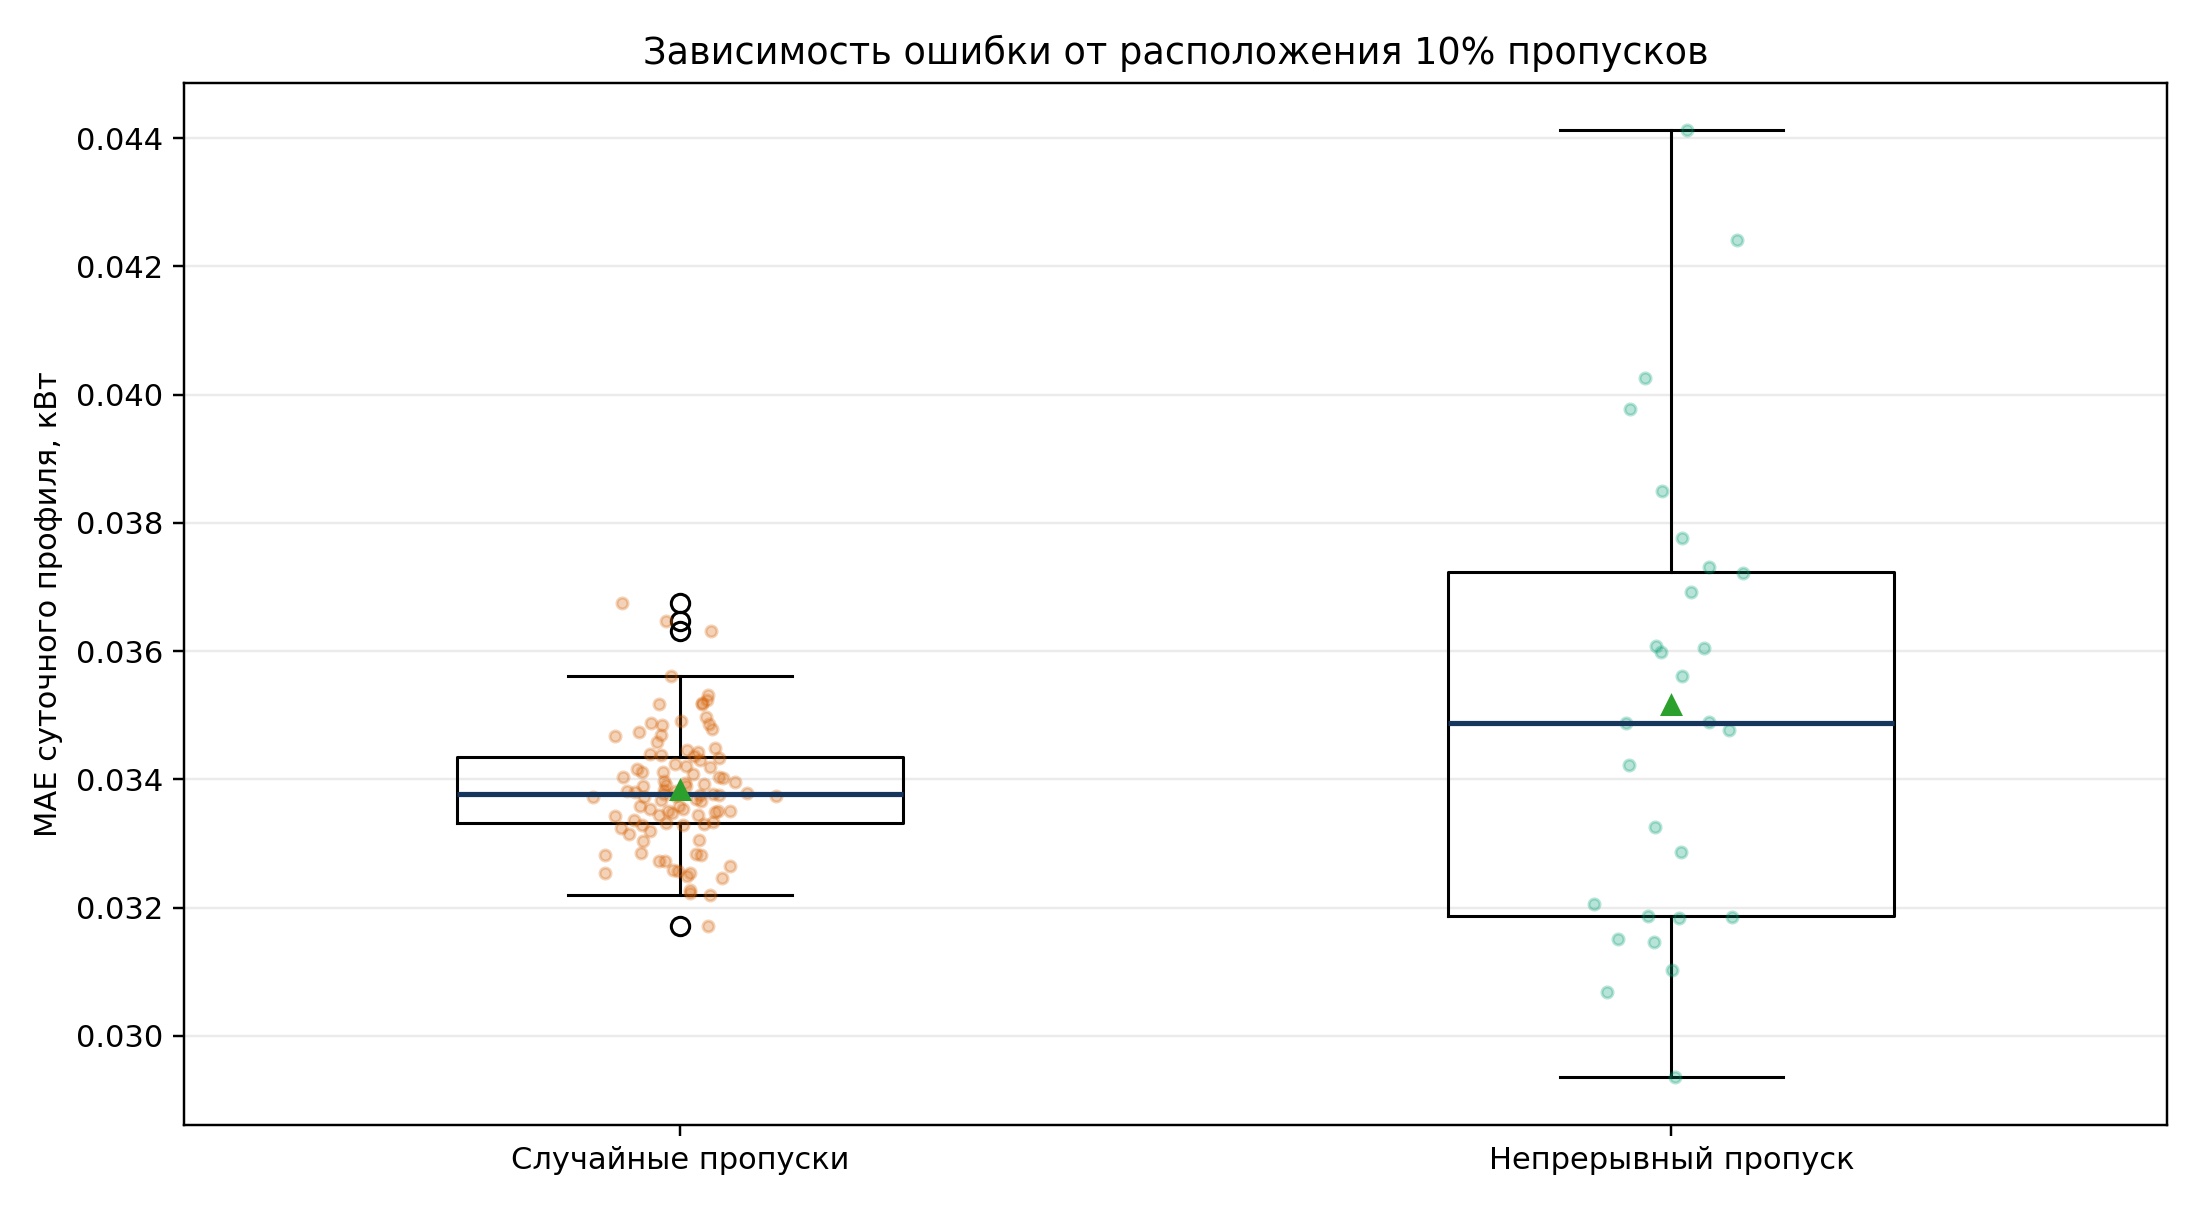 Зависимость ошибки от расположения 10% пропусков
MAE суточного профиля, кВт
0.044
0.042
0.040
0.038
0.036
0.034
0.032
0.030
Случайные пропуски
Непрерывный пропуск